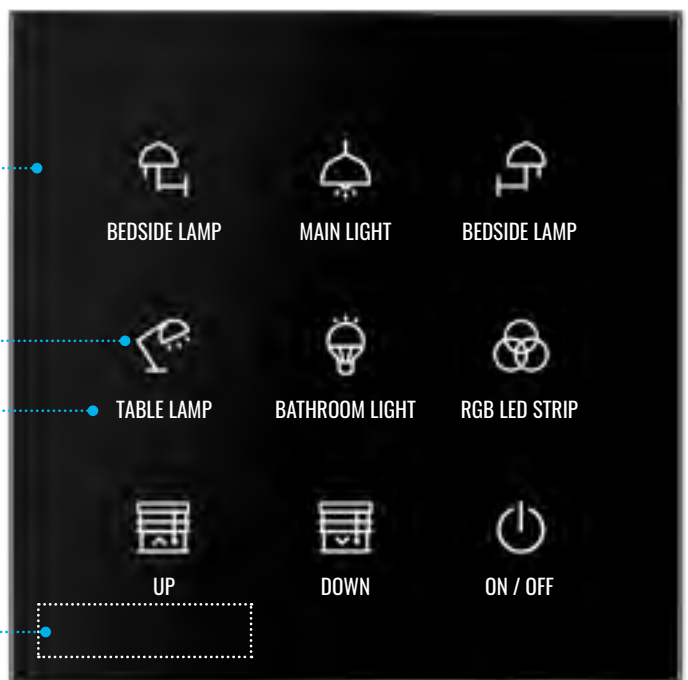 BEDSIDE LAMP MAIN LIGHT BEDSIDE LAMP
TABLE LAMP BATHROOM LIGHT RGB LED STRIP
UP DOWN ON / OFF